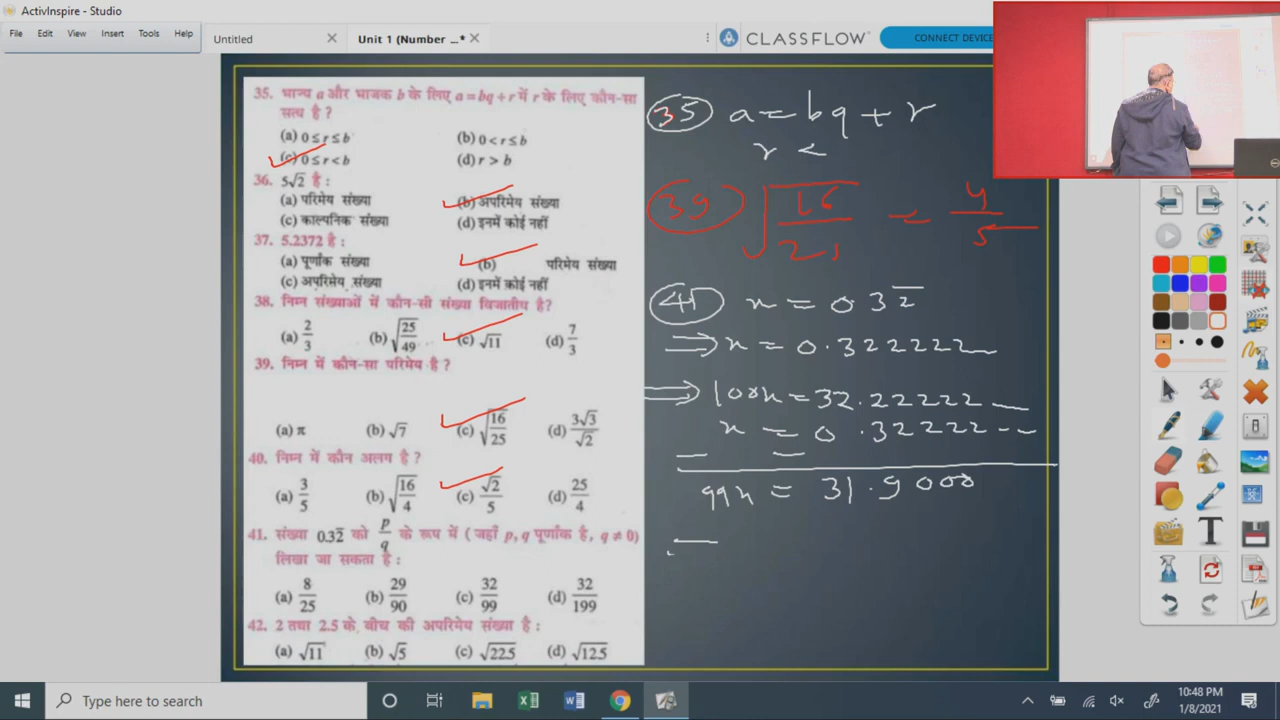 ActivInspire - Studio
File Edit View Insert Tools Help
Untitled
Unit 1 (Number ...*
CLASSFLOW
CONNECT DEVICE
35. भाज्य a और भाजक b के लिए a = bq + r में r के लिए कौन-सा
सत्य है ?
(a) 0 ≤ r ≤ b (b) 0 < r ≤ b
(c) 0 ≤ r < b (d) r > b
36. 5√2 है :
(a) परिमेय संख्या (b) अपरिमेय संख्या
(c) काल्पनिक संख्या (d) इनमें कोई नहीं
37. 5.2372 है :
(a) पूर्णांक संख्या (b) परिमेय संख्या
(c) अपरिमेय संख्या (d) इनमें कोई नहीं
38. निम्न संख्याओं में कौन-सी संख्या विजातीय है?
(a) 2/3 (b) √(25/49) (c) √11 (d) 7/3
39. निम्न में कौन-सा परिमेय है ?
(a) π (b) √7 (c) √(16/25) (d) 3√3/√2
40. निम्न में कौन अलग है ?
(a) 3/5 (b) √(16/4) (c) √2/5 (d) 25/4
41. संख्या 0.32̅ को p/q के रूप में ( जहाँ p, q पूर्णांक है, q ≠ 0)
लिखा जा सकता है :
(a) 8/25 (b) 29/90 (c) 32/99 (d) 32/199
42. 2 तथा 2.5 के बीच की अपरिमेय संख्या है :
(a) √11 (b) √5 (c) √225 (d) √125
35 a = bq + r
r <
39 √(16/25) = 4/5
41 x = 0 32̅
⇒ x = 0.322222
⇒ 100x = 32.22222
x = 0.32222
99x = 31.9000
Type here to search
10:48 PM
1/8/2021